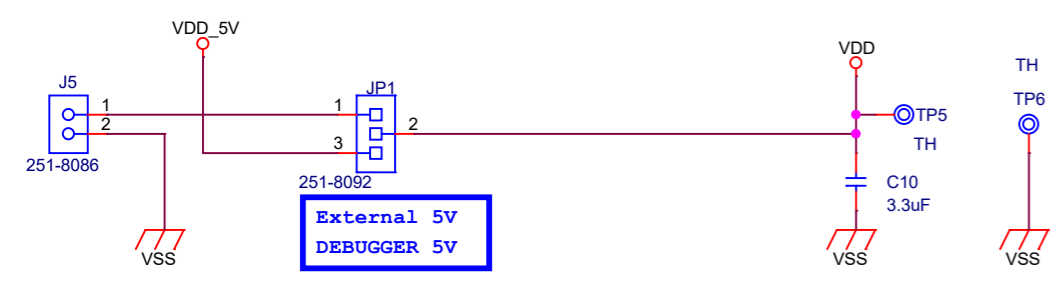 VDD_5V
VDD
TH
J5
JP1
TP6
1
1
TP5
2
2
3
TH
251-8086
251-8092
C10
3.3uF
External 5V
DEBUGGER 5V
VSS
VSS
VSS